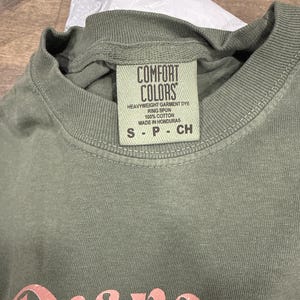 COMFORT
COLORS®
HEAVYWEIGHT GARMENT DYE
RING SPUN
100% COTTON
MADE IN HONDURAS
S - P - CH